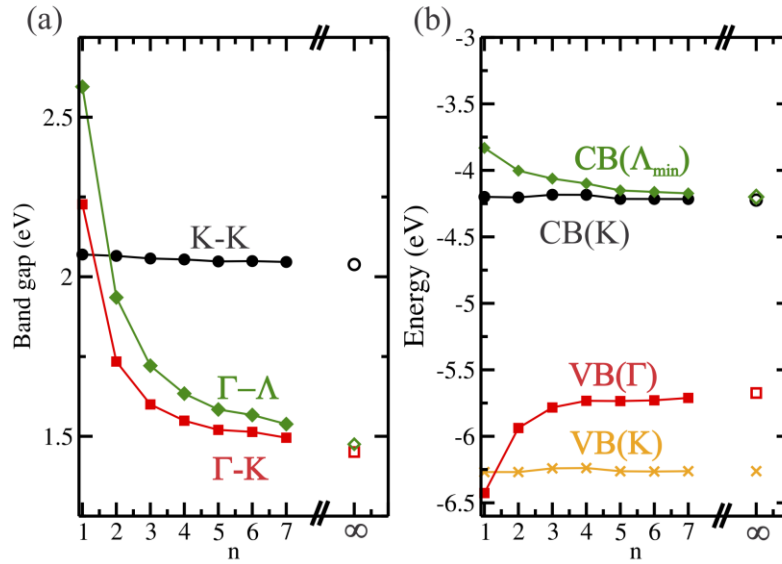 (a)
(b)
Band gap (eV)
2.5
2
1.5
K-K
Γ–Λ
Γ-K
1 2 3 4 5 6 7 ∞
n
Energy (eV)
-3
-3.5
-4
-4.5
-5
-5.5
-6
-6.5
CB(Λmin)
CB(K)
VB(Γ)
VB(K)
1 2 3 4 5 6 7 ∞
n